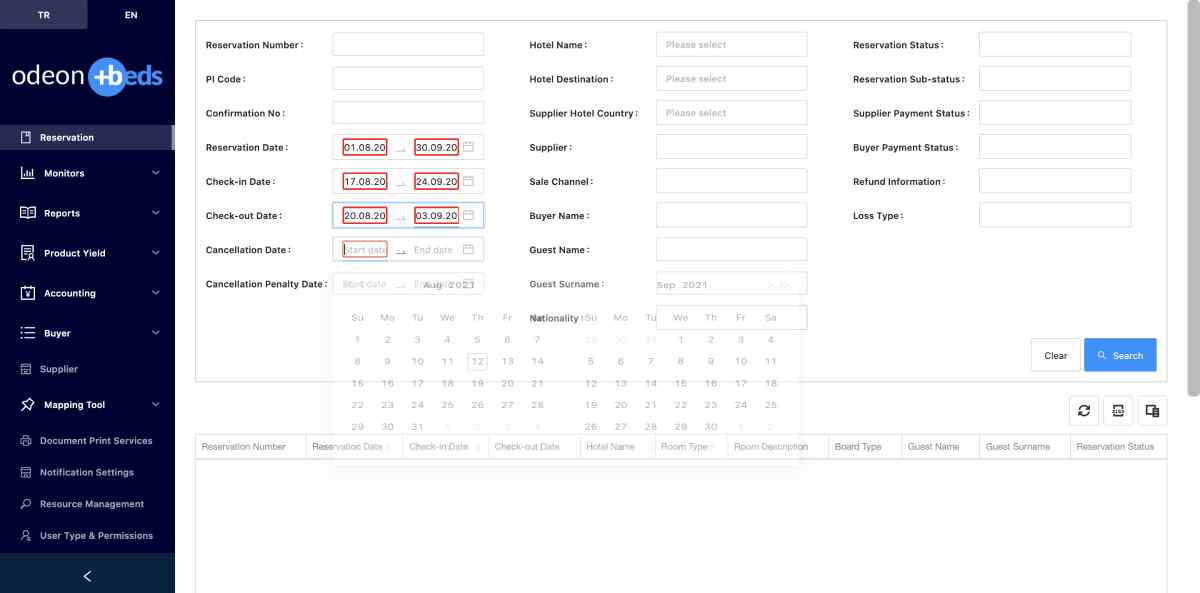 TR EN
odeon +beds
Reservation
Monitors
Reports
Product Yield
Accounting
Buyer
Supplier
Mapping Tool
Document Print Services
Notification Settings
Resource Management
User Type & Permissions
Reservation Number : Hotel Name : Please select Reservation Status :
PI Code : Hotel Destination : Please select Reservation Sub-status :
Confirmation No : Supplier Hotel Country : Please select Supplier Payment Status :
Reservation Date : 01.08.20 → 30.09.20 Supplier : Buyer Payment Status :
Check-in Date : 17.08.20 → 24.09.20 Sale Channel : Refund Information :
Check-out Date : 20.08.20 → 03.09.20 Buyer Name : Loss Type :
Cancellation Date : Start date → End date Guest Name :
Cancellation Penalty Date : Start date → End date Guest Surname :
Nationality :
Aug 2021
Su Mo Tu We Th Fr Sa
1 2 3 4 5 6 7
8 9 10 11 12 13 14
15 16 17 18 19 20 21
22 23 24 25 26 27 28
29 30 31 1 2 3 4
Sep 2021 > >>
Su Mo Tu We Th Fr Sa
29 30 31 1 2 3 4
5 6 7 8 9 10 11
12 13 14 15 16 17 18
19 20 21 22 23 24 25
26 27 28 29 30 1 2
Clear Search
Reservation Number Reservation Date Check-in Date Check-out Date Hotel Name Room Type Room Description Board Type Guest Name Guest Surname Reservation Status